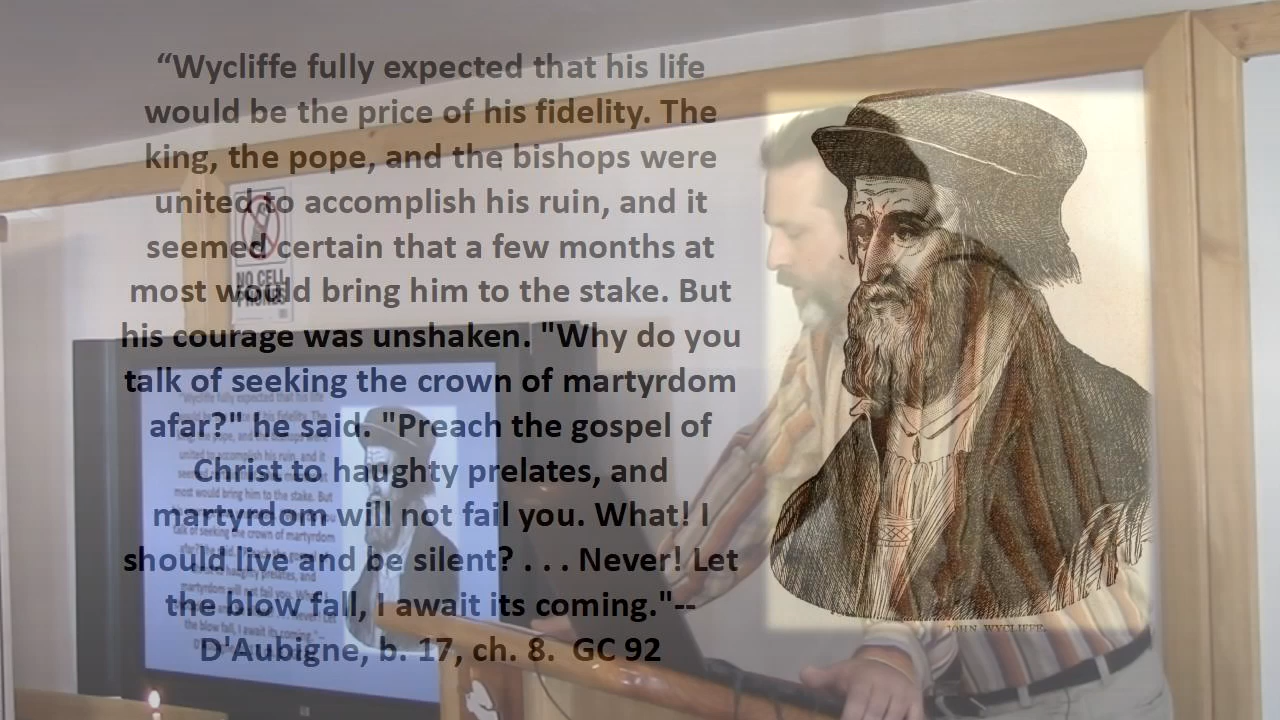 “Wycliffe fully expected that his life
would be the price of his fidelity. The
king, the pope, and the bishops were
united to accomplish his ruin, and it
seemed certain that a few months at
most would bring him to the stake. But
his courage was unshaken. "Why do you
talk of seeking the crown of martyrdom
afar?" he said. "Preach the gospel of
Christ to haughty prelates, and
martyrdom will not fail you. What! I
should live and be silent? . . . Never! Let
the blow fall, I await its coming."--
D'Aubigne, b. 17, ch. 8.  GC 92
JOHN WYCLIFFE.
NO CELL
PHONES